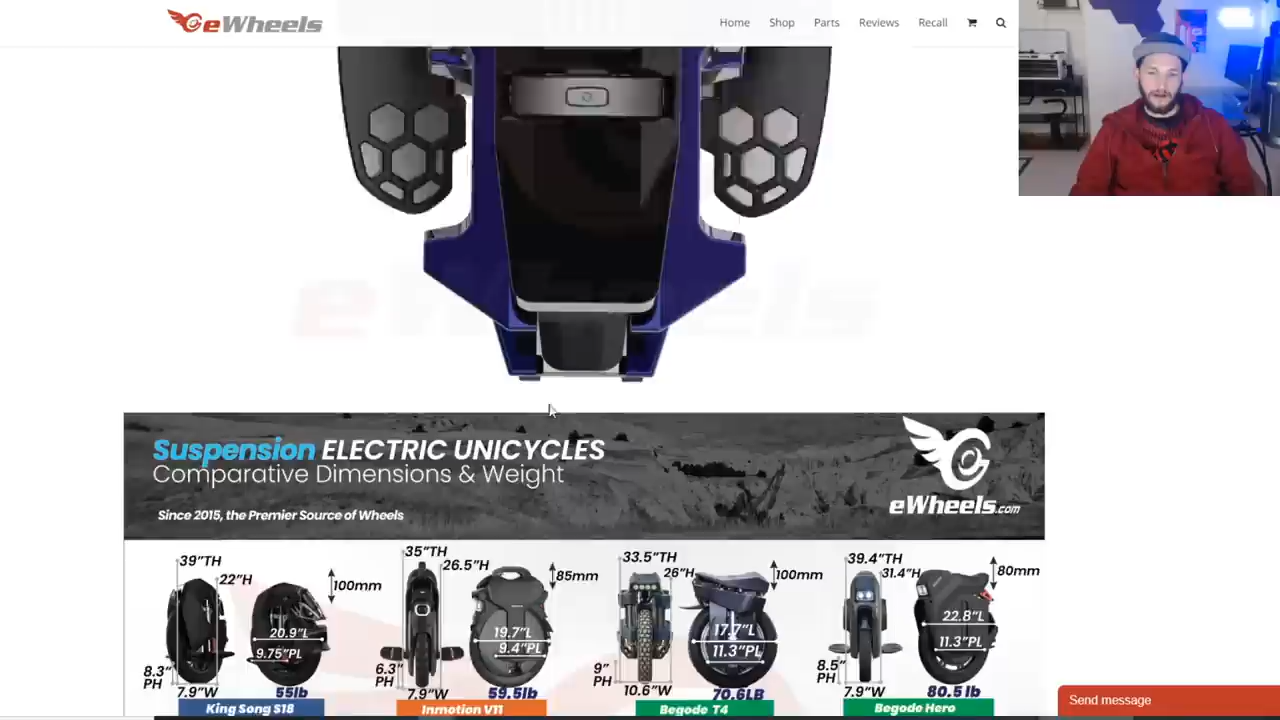 eWheels
Home
Shop
Parts
Reviews
Recall
eWheels
Suspension ELECTRIC UNICYCLES
Comparative Dimensions & Weight
Since 2015, the Premier Source of Wheels
eWheels.com
39"TH
22"H
100mm
20.9"L
9.75"PL
8.3"
PH
7.9"W
55lb
King Song S18
35"TH
26.5"H
85mm
19.7"L
9.4"PL
6.3"
PH
7.9"W
59.5lb
Inmotion V11
33.5"TH
26"H
100mm
17.7"L
11.3"PL
9"
PH
10.6"W
70.6LB
Begode T4
39.4"TH
31.4"H
80mm
22.8"L
11.3"PL
8.5"
PH
7.9"W
80.5 lb
Begode Hero
Send message